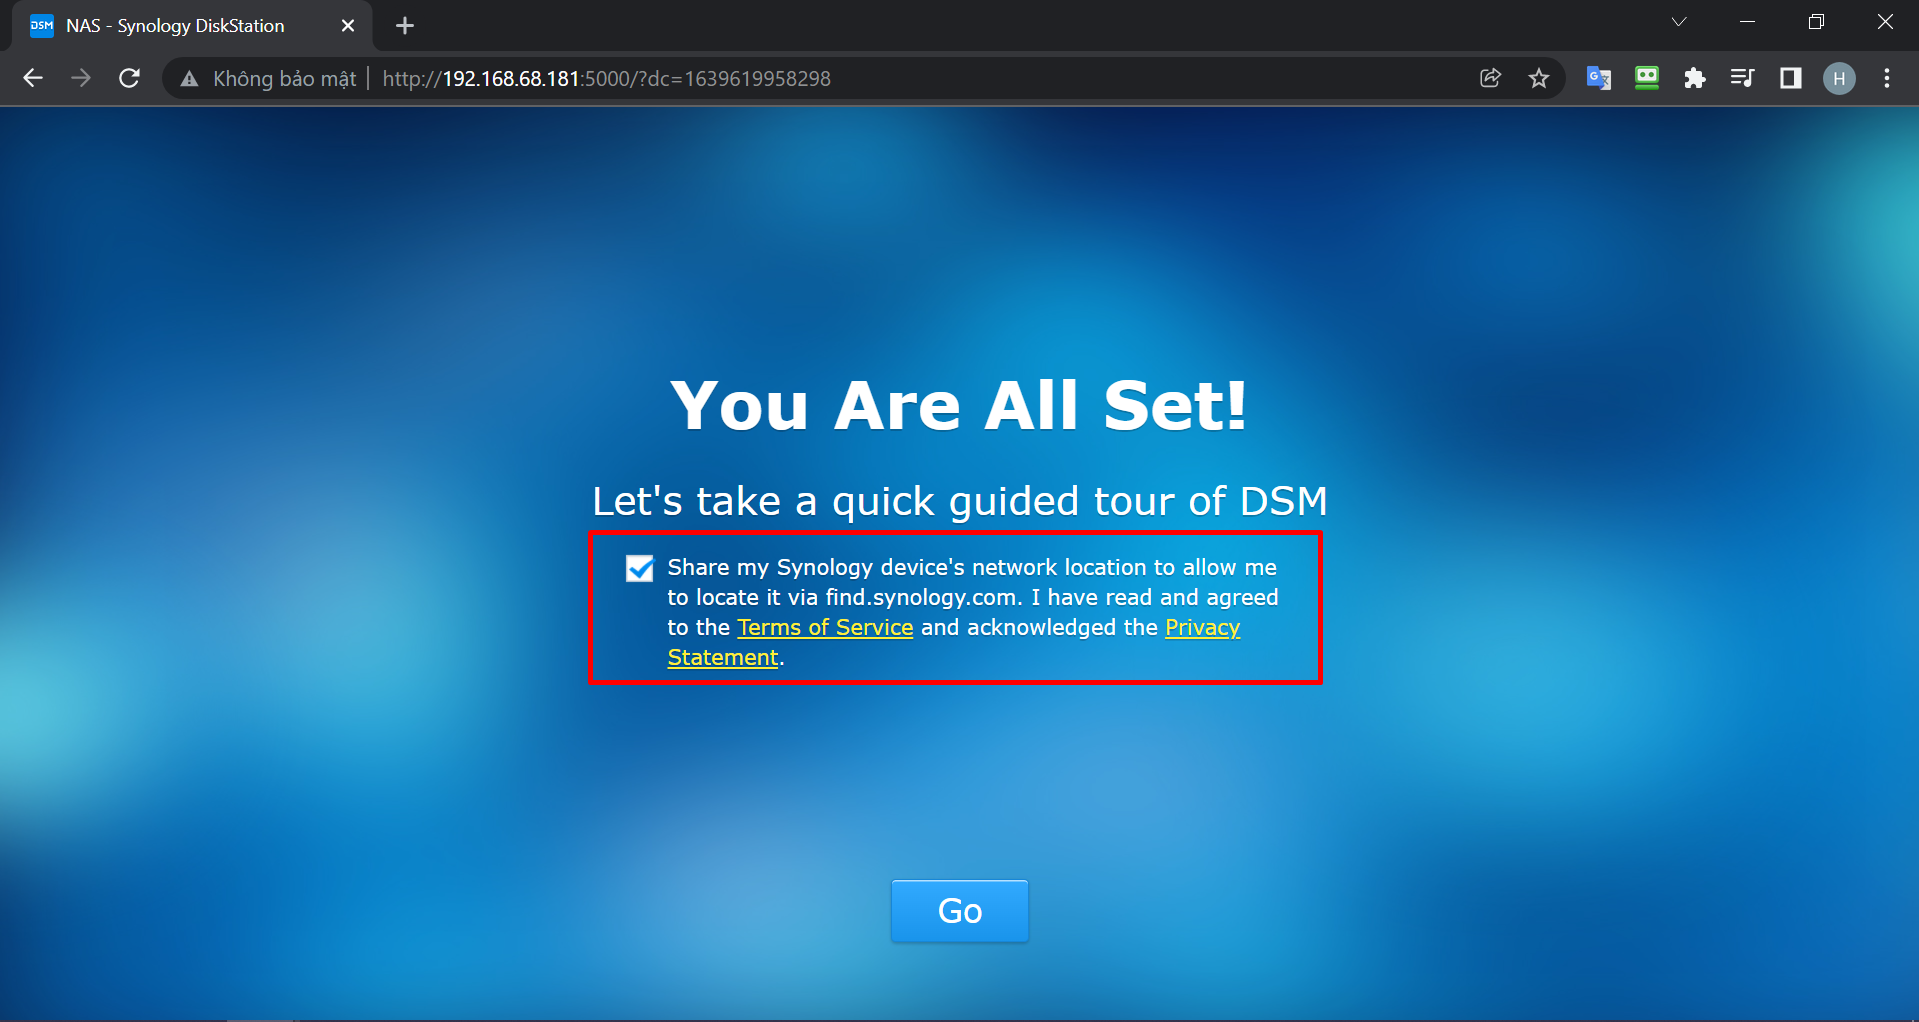 DSM NAS - Synology DiskStation
Không bảo mật http://192.168.68.181:5000/?dc=1639619958298
H
You Are All Set!
Let's take a quick guided tour of DSM
Share my Synology device's network location to allow me
to locate it via find.synology.com. I have read and agreed
to the Terms of Service and acknowledged the Privacy
Statement.
Go